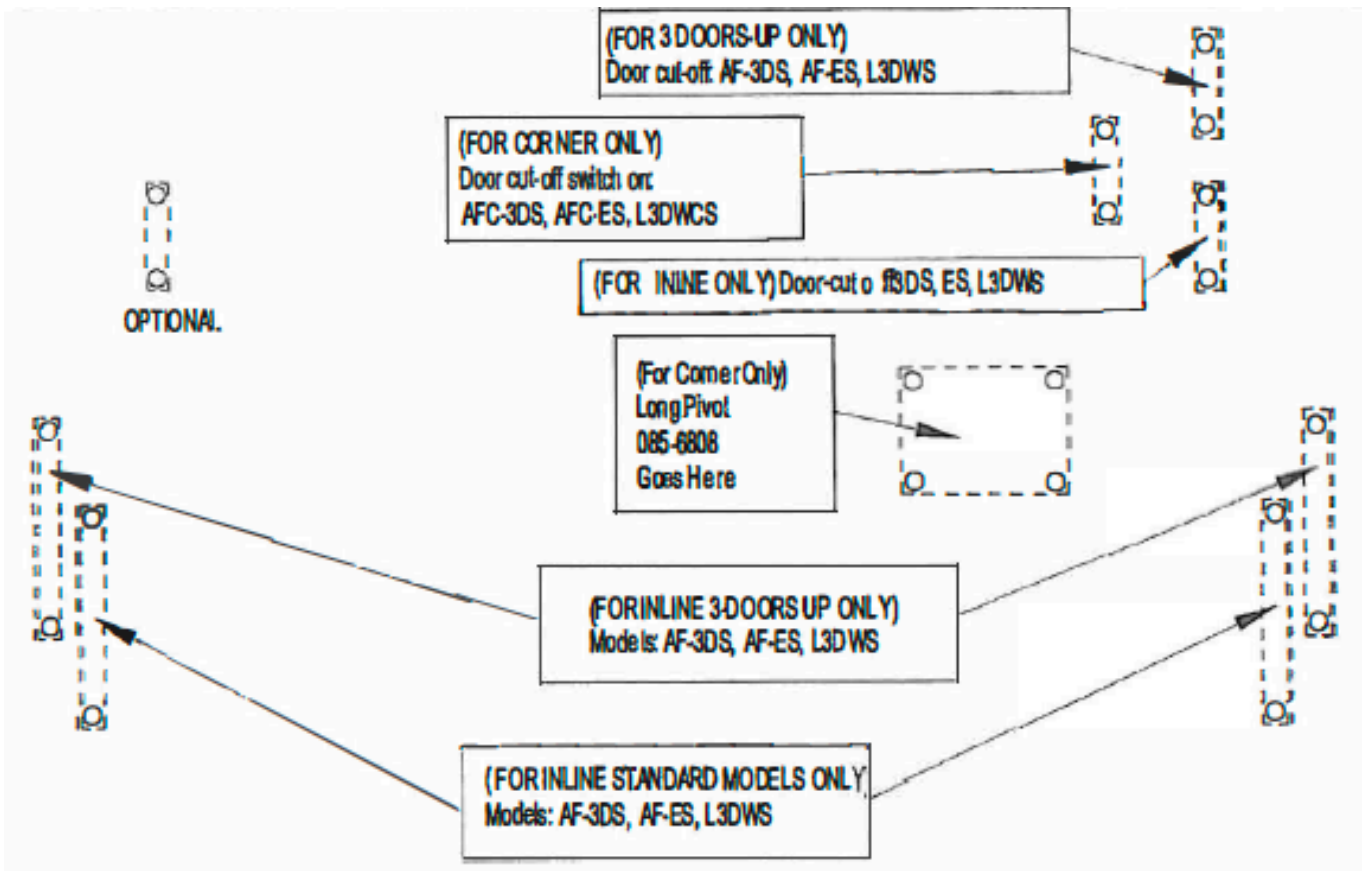 (FOR 3 DOORS-UP ONLY)
Door cut-off: AF-3DS, AF-ES, L3DWS
(FOR CORNER ONLY)
Door cut-off switch on:
AFC-3DS, AFC-ES, L3DWCS
(FOR INLINE ONLY) Door-cut o ff3DS, ES, L3DWS
OPTIONAL
(For Corner Only)
Long Pivot
085-6808
Goes Here
(FOR INLINE 3-DOORS UP ONLY)
Models: AF-3DS, AF-ES, L3DWS
(FOR INLINE STANDARD MODELS ONLY)
Models: AF-3DS, AF-ES, L3DWS